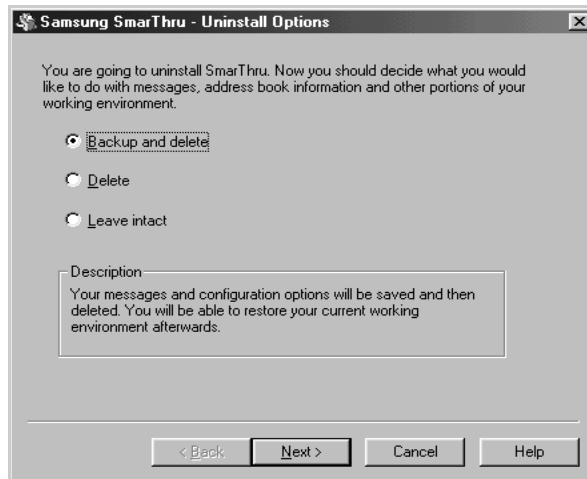 Samsung SmarThru - Uninstall Options
You are going to uninstall SmarThru. Now you should decide what you would
like to do with messages, address book information and other portions of your
working environment.
Backup and delete
Delete
Leave intact
Description
Your messages and configuration options will be saved and then
deleted. You will be able to restore your current working
environment afterwards.
< Back Next > Cancel Help